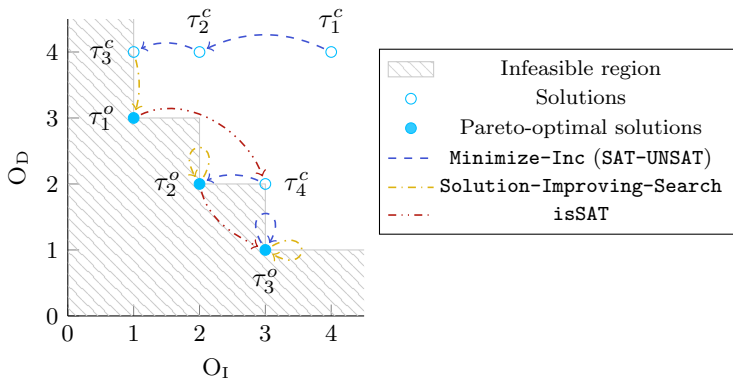 τ₂ᶜ τ₁ᶜ
4 τ₃ᶜ
3 τ₁ᵒ
2 τ₂ᵒ τ₄ᶜ
1
τ₃ᵒ
0
0 1 2 3 4
O_I
O_D
Infeasible region
Solutions
Pareto-optimal solutions
Minimize-Inc (SAT-UNSAT)
Solution-Improving-Search
isSAT